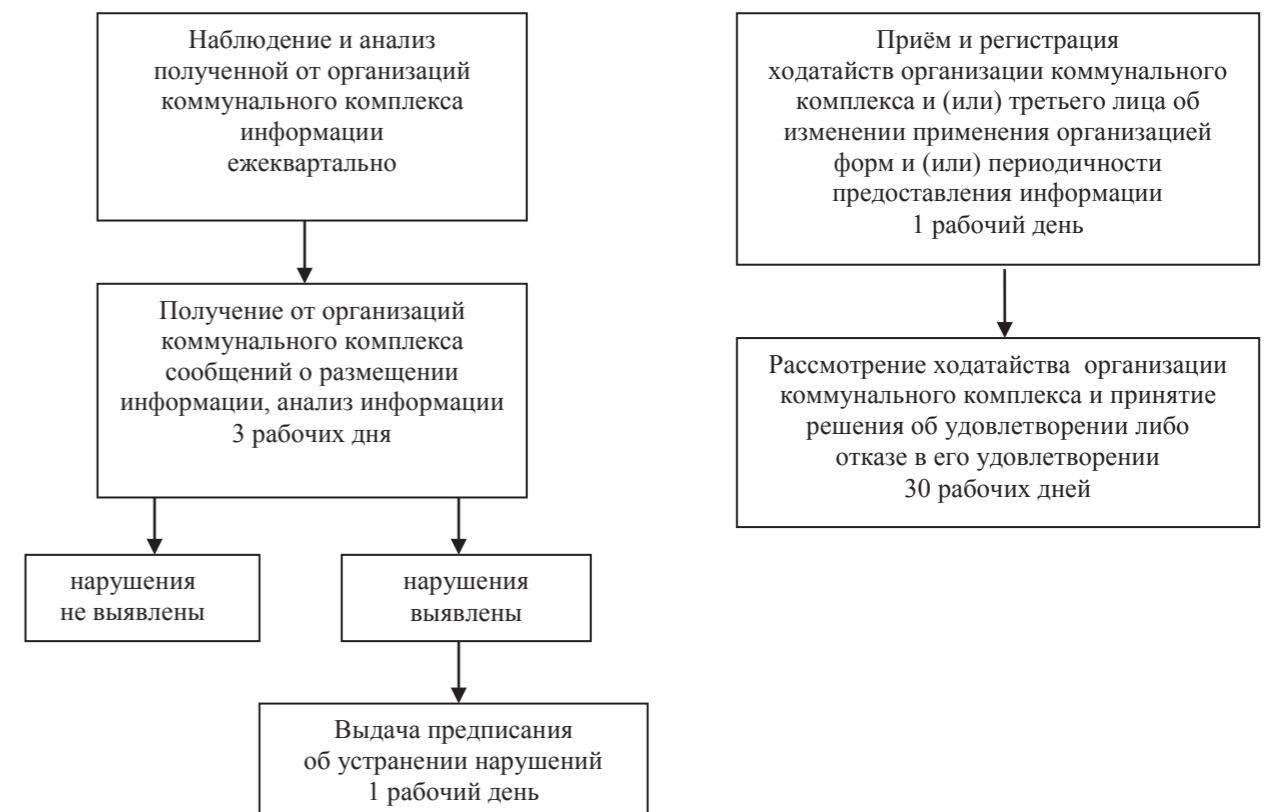 Наблюдение и анализ
полученной от организаций
коммунального комплекса
информации
ежеквартально
Получение от организаций
коммунального комплекса
сообщений о размещении
информации, анализ информации
3 рабочих дня
нарушения
не выявлены
нарушения
выявлены
Выдача предписания
об устранении нарушений
1 рабочий день
Приём и регистрация
ходатайств организации коммунального
комплекса и (или) третьего лица об
изменении применения организацией
форм и (или) периодичности
предоставления информации
1 рабочий день
Рассмотрение ходатайства организации
коммунального комплекса и принятие
решения об удовлетворении либо
отказе в его удовлетворении
30 рабочих дней